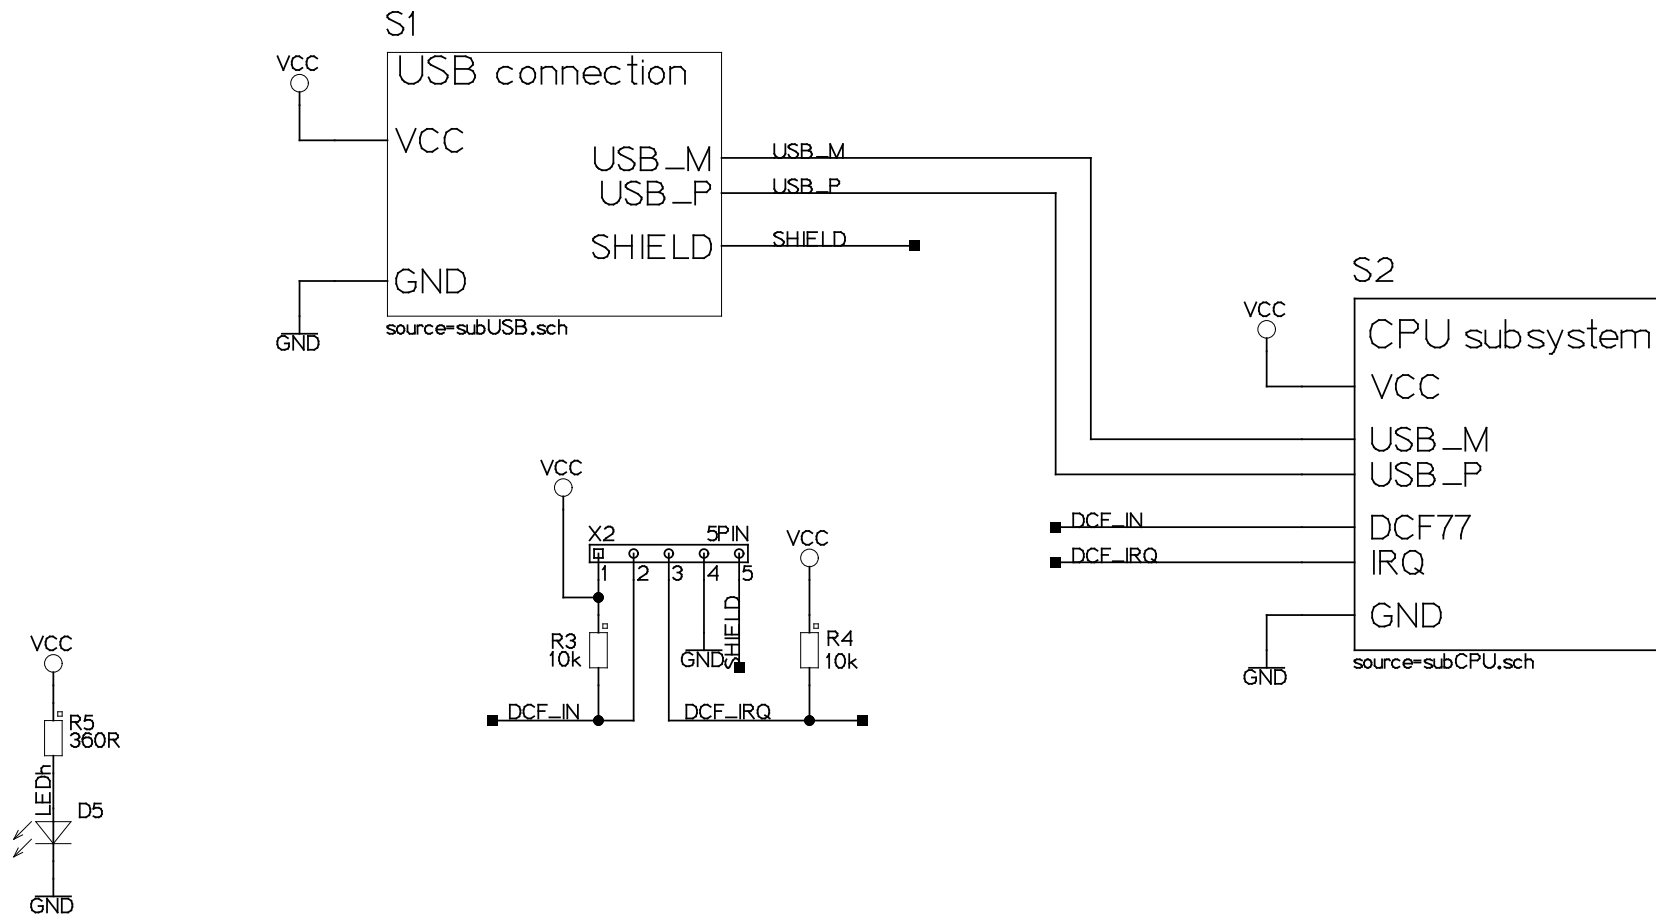 S1
VCC
USB connection
VCC
USB_M
USB_M
USB_P
USB_P
SHIELD
SHIELD
GND
GND
source=subUSB.sch
S2
VCC
CPU subsystem
VCC
USB_M
USB_P
DCF_IN
DCF77
DCF_IRQ
IRQ
GND
GND
source=subCPU.sch
VCC
X2
5PIN
1
2
3
4
5
VCC
R3
10k
GND
SHIELD
R4
10k
DCF_IN
DCF_IRQ
VCC
R5
360R
LEDh
D5
GND